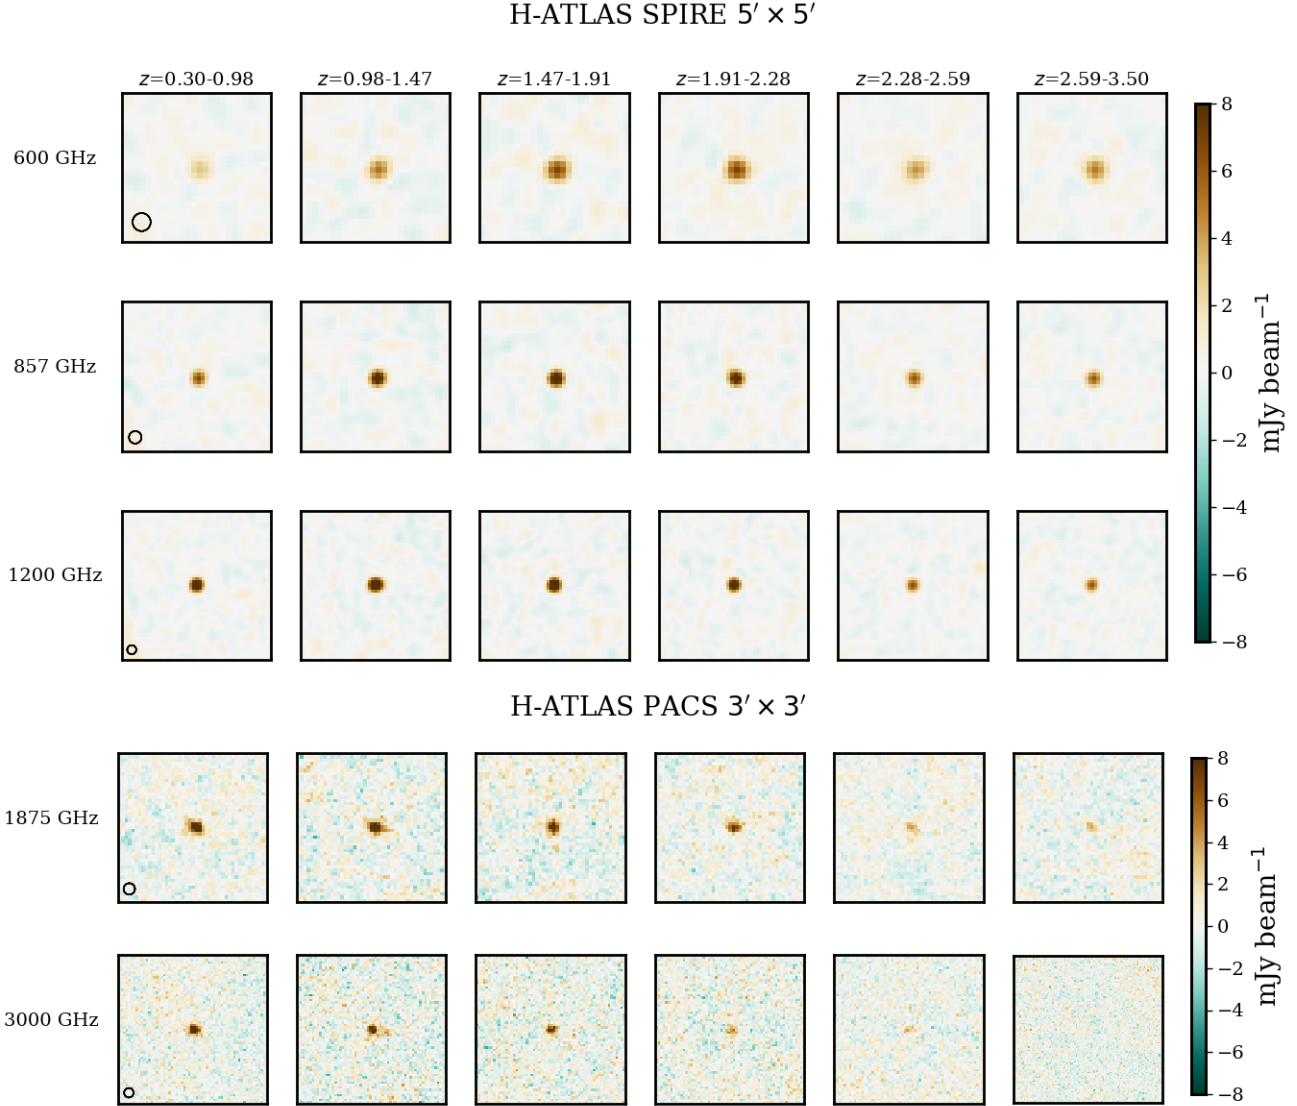 H-ATLAS SPIRE 5′ × 5′
z=0.30-0.98 z=0.98-1.47 z=1.47-1.91 z=1.91-2.28 z=2.28-2.59 z=2.59-3.50
600 GHz
857 GHz
1200 GHz
8
6
4
2
0
−2
−4
−6
−8
mJy beam⁻¹
H-ATLAS PACS 3′ × 3′
1875 GHz
3000 GHz
8
6
4
2
0
−2
−4
−6
−8
mJy beam⁻¹